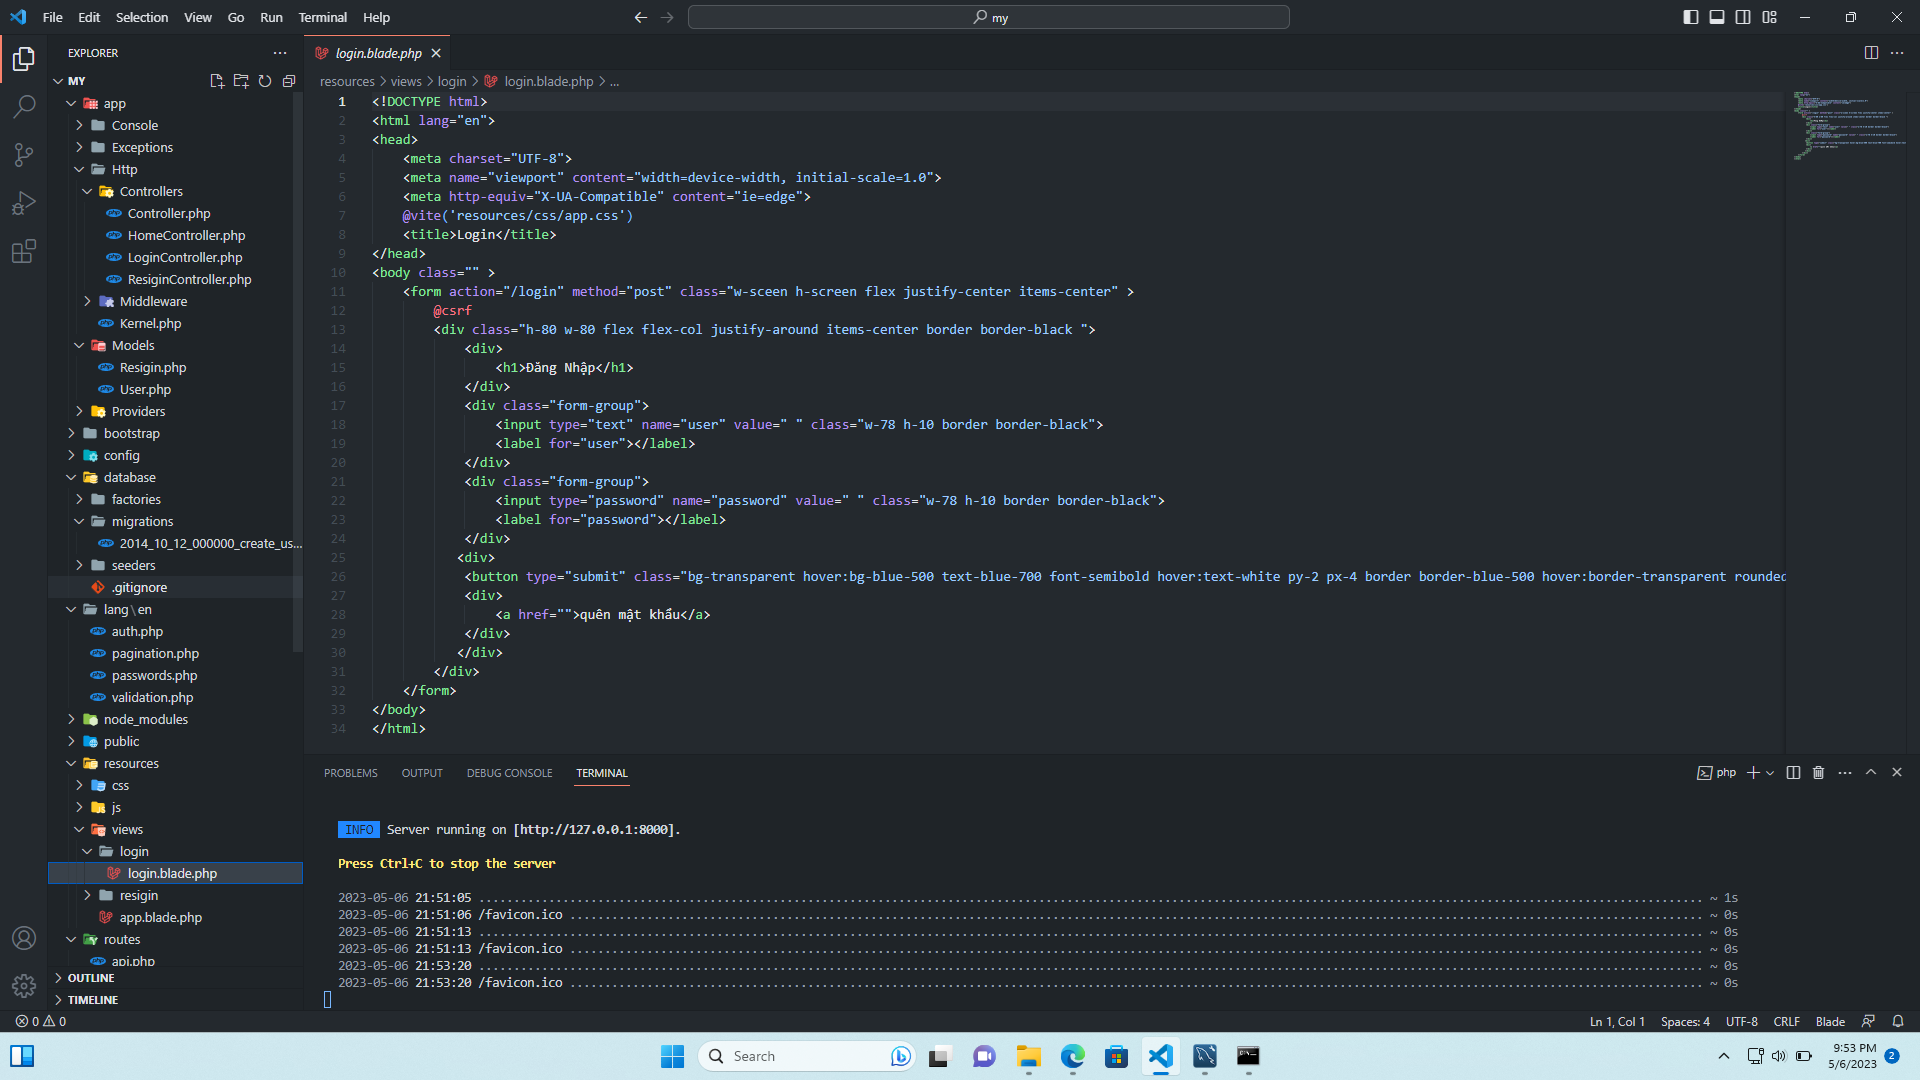 File Edit Selection View Go Run Terminal Help
my
EXPLORER
MY
app
Console
Exceptions
Http
Controllers
Controller.php
HomeController.php
LoginController.php
ResiginController.php
Middleware
Kernel.php
Models
Resigin.php
User.php
Providers
bootstrap
config
database
factories
migrations
2014_10_12_000000_create_us...
seeders
.gitignore
lang\en
auth.php
pagination.php
passwords.php
validation.php
node_modules
public
resources
css
js
views
login
login.blade.php
resigin
app.blade.php
routes
api.php
OUTLINE
TIMELINE
login.blade.php
resources > views > login > login.blade.php > ...
1 <!DOCTYPE html>
2 <html lang="en">
3 <head>
4 <meta charset="UTF-8">
5 <meta name="viewport" content="width=device-width, initial-scale=1.0">
6 <meta http-equiv="X-UA-Compatible" content="ie=edge">
7 @vite('resources/css/app.css')
8 <title>Login</title>
9 </head>
10 <body class="" >
11 <form action="/login" method="post" class="w-sceen h-screen flex justify-center items-center" >
12 @csrf
13 <div class="h-80 w-80 flex flex-col justify-around items-center border border-black ">
14 <div>
15 <h1>Đăng Nhập</h1>
16 </div>
17 <div class="form-group">
18 <input type="text" name="user" value=" " class="w-78 h-10 border border-black">
19 <label for="user"></label>
20 </div>
21 <div class="form-group">
22 <input type="password" name="password" value=" " class="w-78 h-10 border border-black">
23 <label for="password"></label>
24 </div>
25 <div>
26 <button type="submit" class="bg-transparent hover:bg-blue-500 text-blue-700 font-semibold hover:text-white py-2 px-4 border border-blue-500 hover:border-transparent rounded
27 <div>
28 <a href="">quên mật khẩu</a>
29 </div>
30 </div>
31 </div>
32 </form>
33 </body>
34 </html>
PROBLEMS OUTPUT DEBUG CONSOLE TERMINAL
php
INFO Server running on [http://127.0.0.1:8000].
Press Ctrl+C to stop the server
2023-05-06 21:51:05 ........ ~ 1s
2023-05-06 21:51:06 /favicon.ico ........ ~ 0s
2023-05-06 21:51:13 ........ ~ 0s
2023-05-06 21:51:13 /favicon.ico ........ ~ 0s
2023-05-06 21:53:20 ........ ~ 0s
2023-05-06 21:53:20 /favicon.ico ........ ~ 0s
0 0
Ln 1, Col 1 Spaces: 4 UTF-8 CRLF Blade
Search
9:53 PM
5/6/2023
2